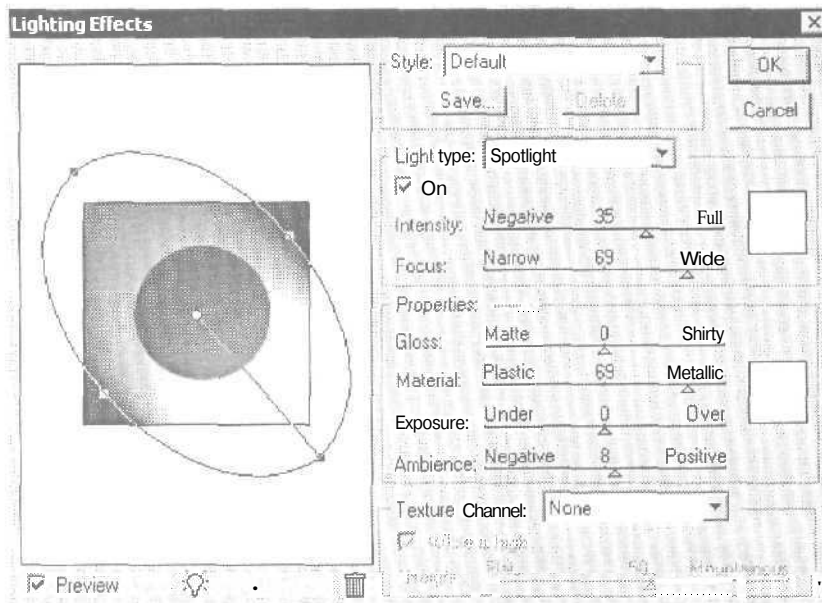 Lighting Effects
Style: Default
OK
Save...
Delete
Cancel
Light type: Spotlight
On
Intensity: Negative 35 Full
Focus: Narrow 69 Wide
Properties:
Gloss: Matte 0 Shirty
Material: Plastic 69 Metallic
Exposure: Under 0 Over
Ambience: Negative 8 Positive
Texture Channel: None
Preview
50 Mountainous